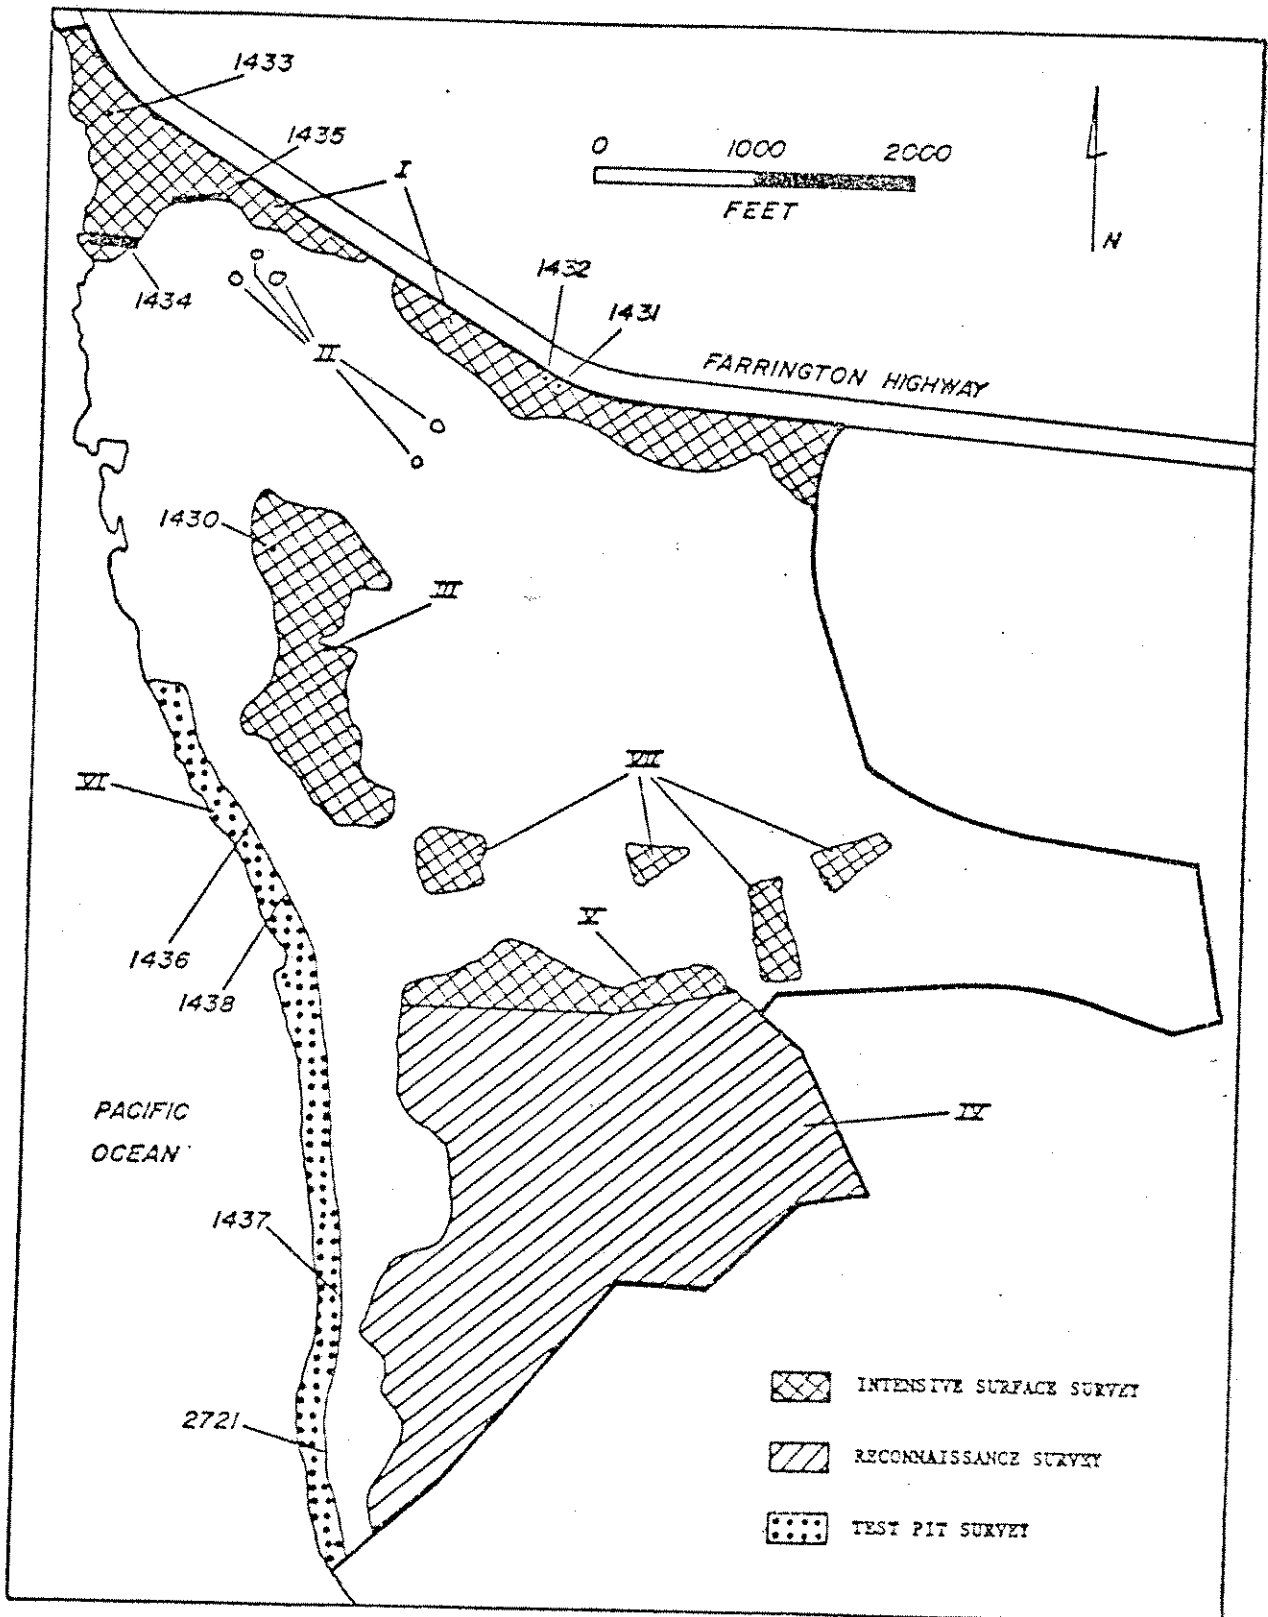 1433
1435
I
0 1000 2000
FEET
N
1432
1431
1434
II
FARRINGTON HIGHWAY
1430
III
VII
VI
V
1436
1438
PACIFIC
OCEAN
IV
1437
2721
INTENSIVE SURFACE SURVEY
RECONNAISSANCE SURVEY
TEST PIT SURVEY